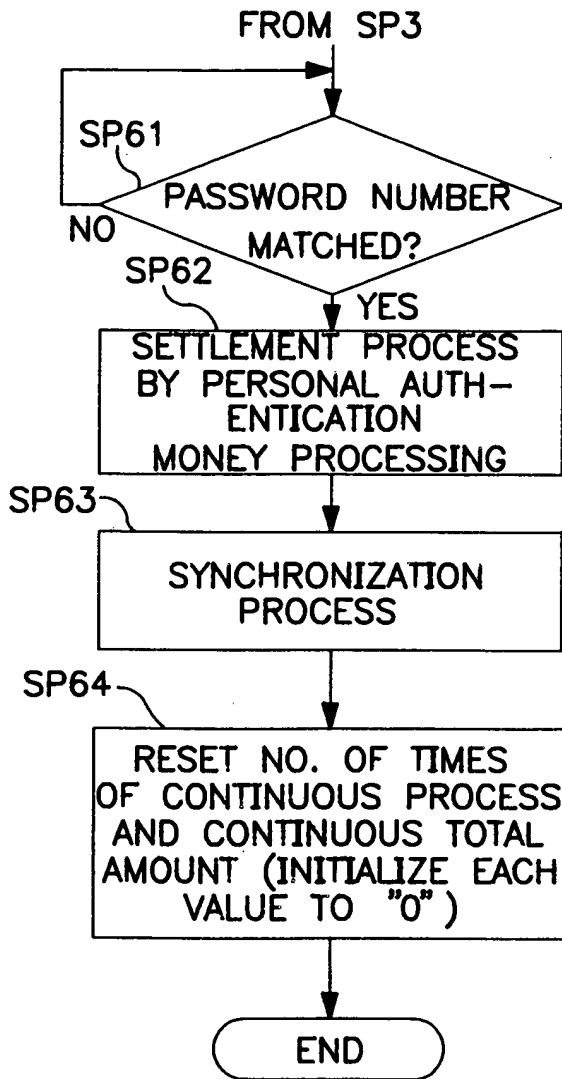 FROM SP3
SP61
PASSWORD NUMBER
MATCHED?
NO
SP62
YES
SETTLEMENT PROCESS
BY PERSONAL AUTH-
ENTICATION
MONEY PROCESSING
SP63
SYNCHRONIZATION
PROCESS
SP64
RESET NO. OF TIMES
OF CONTINUOUS PROCESS
AND CONTINUOUS TOTAL
AMOUNT (INITIALIZE EACH
VALUE TO "0")
END